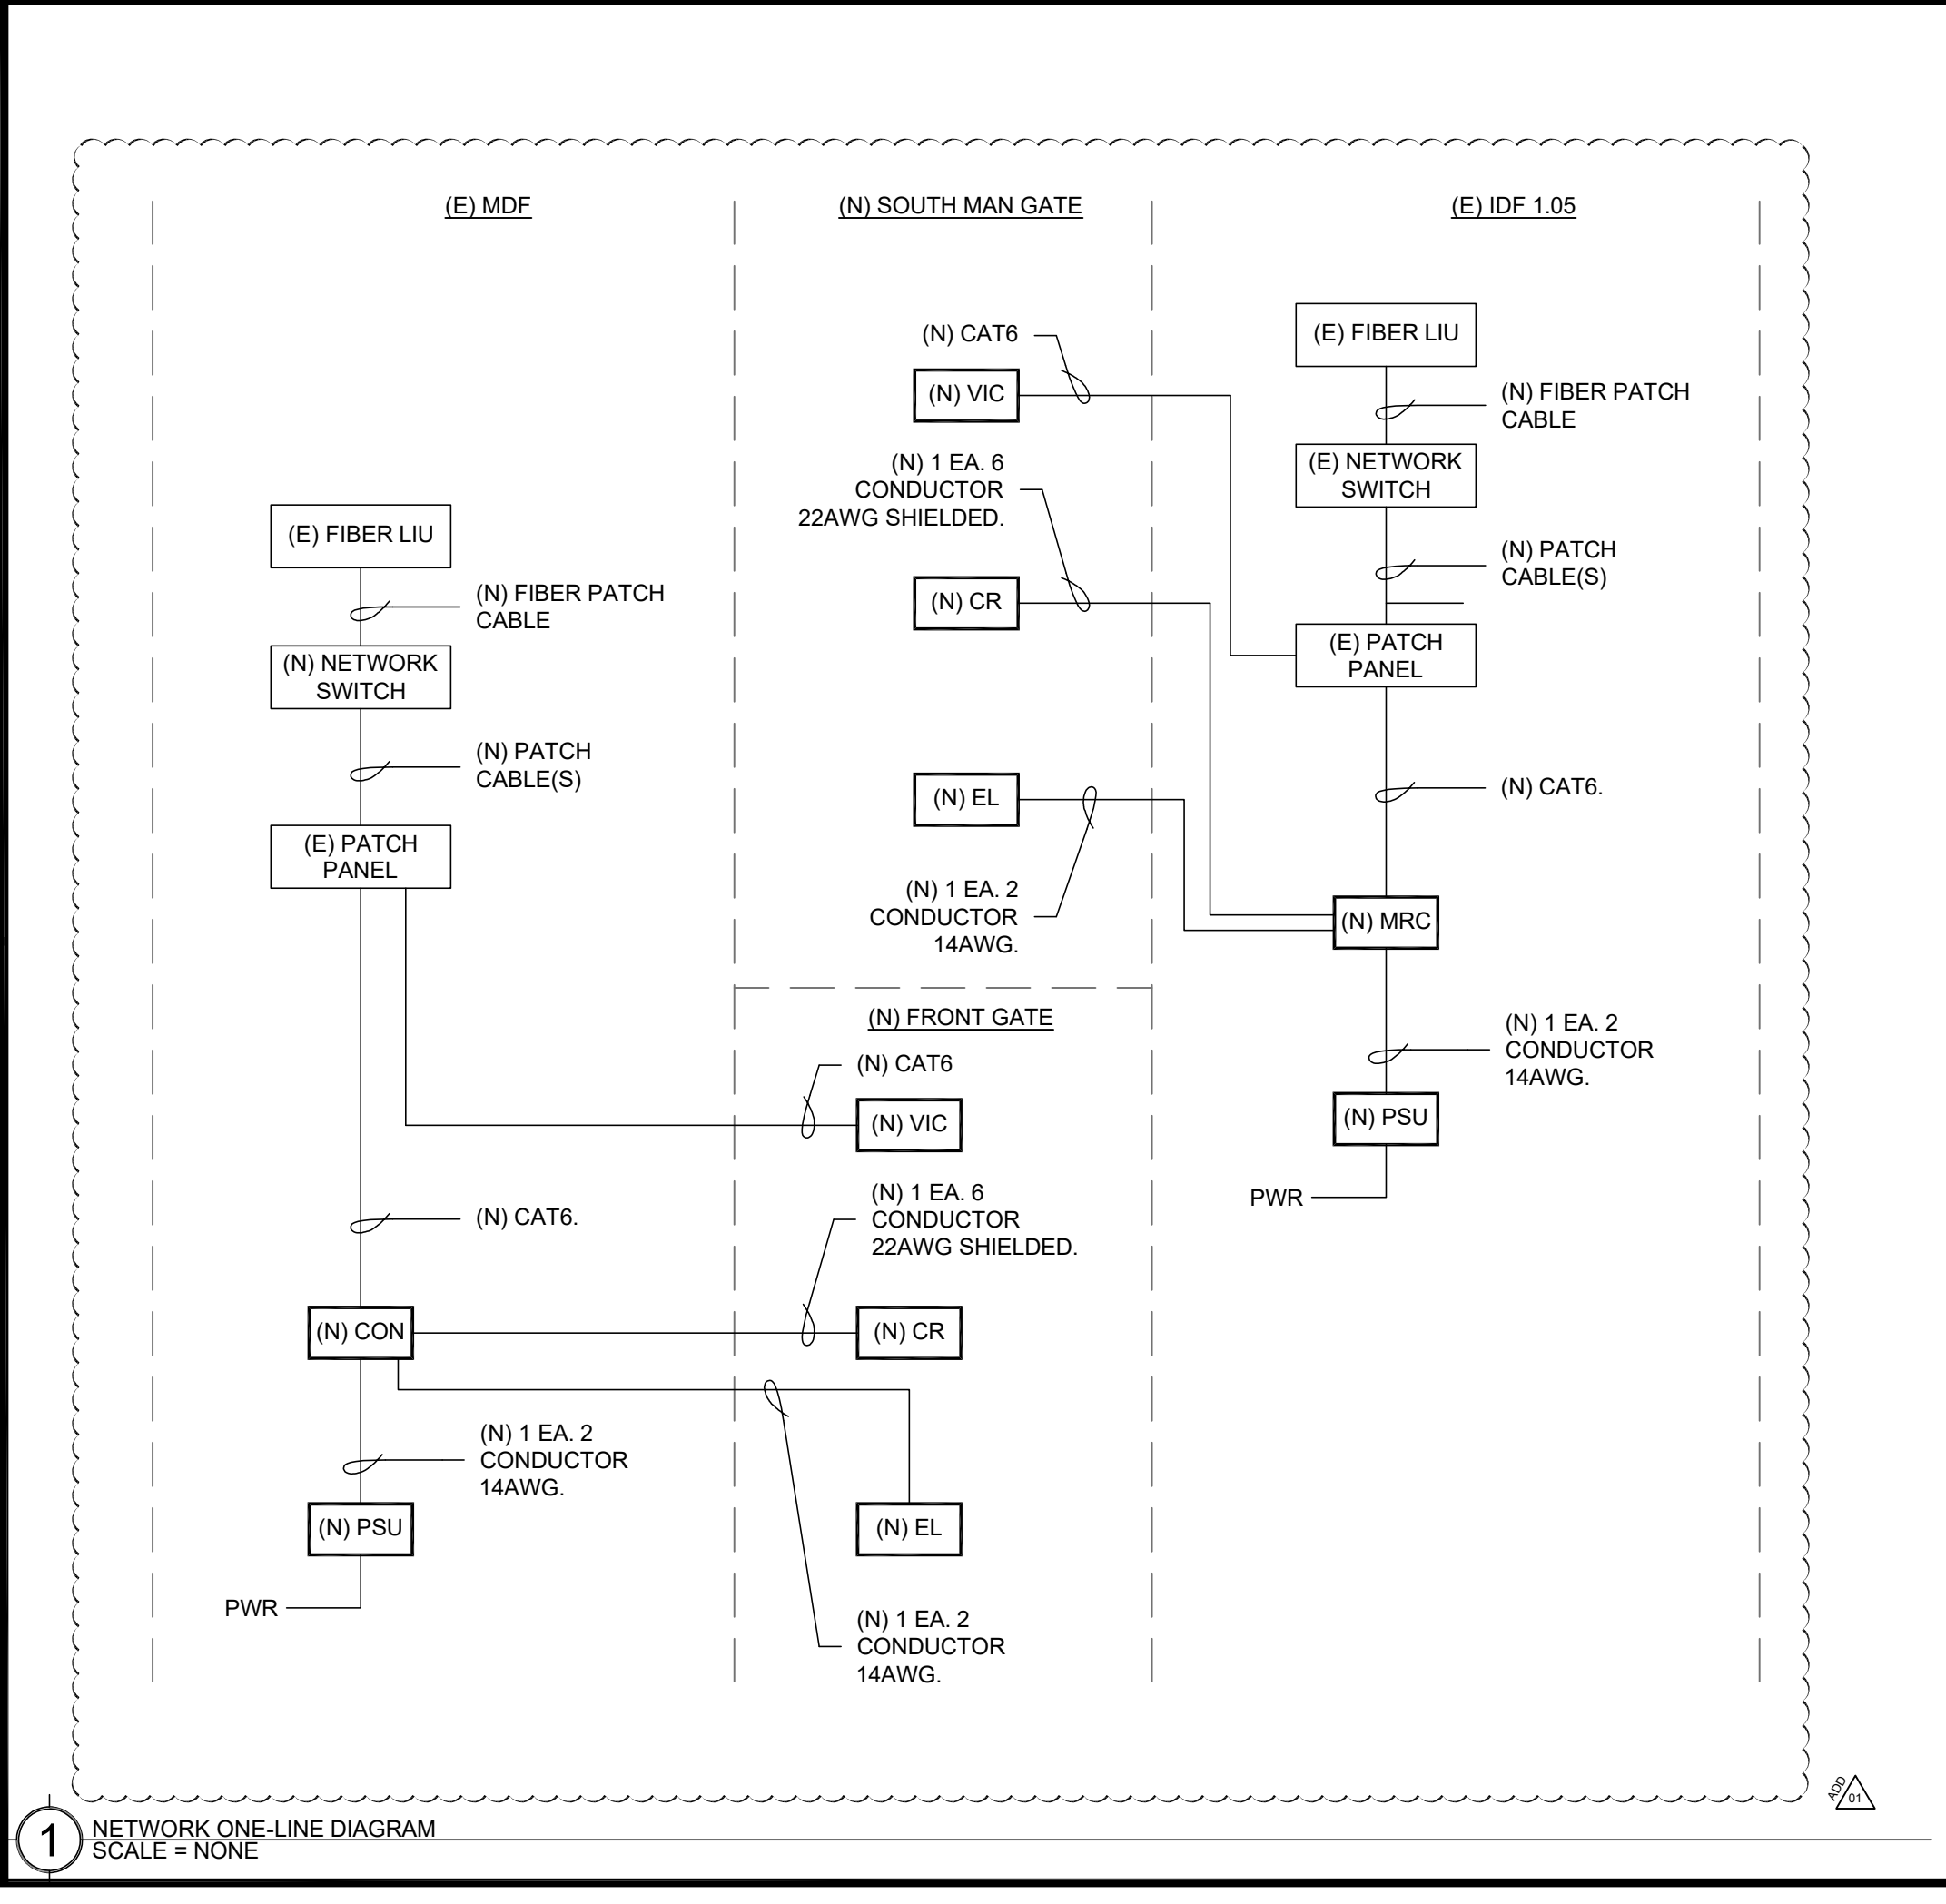 (E) MDF
(N) SOUTH MAN GATE
(E) IDF 1.05
(E) FIBER LIU
(N) FIBER PATCH
CABLE
(N) NETWORK
SWITCH
(N) PATCH
CABLE(S)
(E) PATCH
PANEL
(N) CAT6.
(N) CON
(N) 1 EA. 2
CONDUCTOR
14AWG.
(N) PSU
PWR
(N) CAT6
(N) VIC
(N) 1 EA. 6
CONDUCTOR
22AWG SHIELDED.
(N) CR
(N) EL
(N) 1 EA. 2
CONDUCTOR
14AWG.
(N) FRONT GATE
(N) CAT6
(N) VIC
(N) 1 EA. 6
CONDUCTOR
22AWG SHIELDED.
(N) CR
(N) EL
(N) 1 EA. 2
CONDUCTOR
14AWG.
(E) FIBER LIU
(N) FIBER PATCH
CABLE
(E) NETWORK
SWITCH
(N) PATCH
CABLE(S)
(E) PATCH
PANEL
(N) CAT6.
(N) MRC
(N) 1 EA. 2
CONDUCTOR
14AWG.
(N) PSU
PWR
ADD
01
1
NETWORK ONE-LINE DIAGRAM
SCALE = NONE